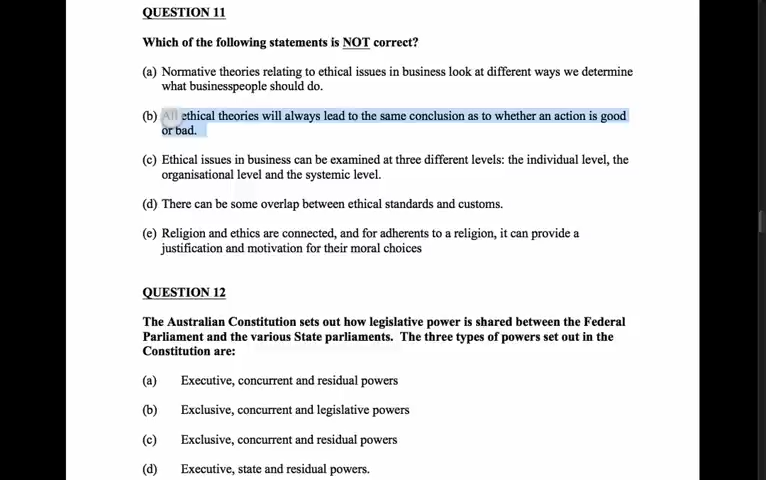 QUESTION 11
Which of the following statements is NOT correct?
(a) Normative theories relating to ethical issues in business look at different ways we determine
what businesspeople should do.
(b) All ethical theories will always lead to the same conclusion as to whether an action is good
or bad.
(c) Ethical issues in business can be examined at three different levels: the individual level, the
organisational level and the systemic level.
(d) There can be some overlap between ethical standards and customs.
(e) Religion and ethics are connected, and for adherents to a religion, it can provide a
justification and motivation for their moral choices
QUESTION 12
The Australian Constitution sets out how legislative power is shared between the Federal
Parliament and the various State parliaments. The three types of powers set out in the
Constitution are:
(a) Executive, concurrent and residual powers
(b) Exclusive, concurrent and legislative powers
(c) Exclusive, concurrent and residual powers
(d) Executive, state and residual powers.